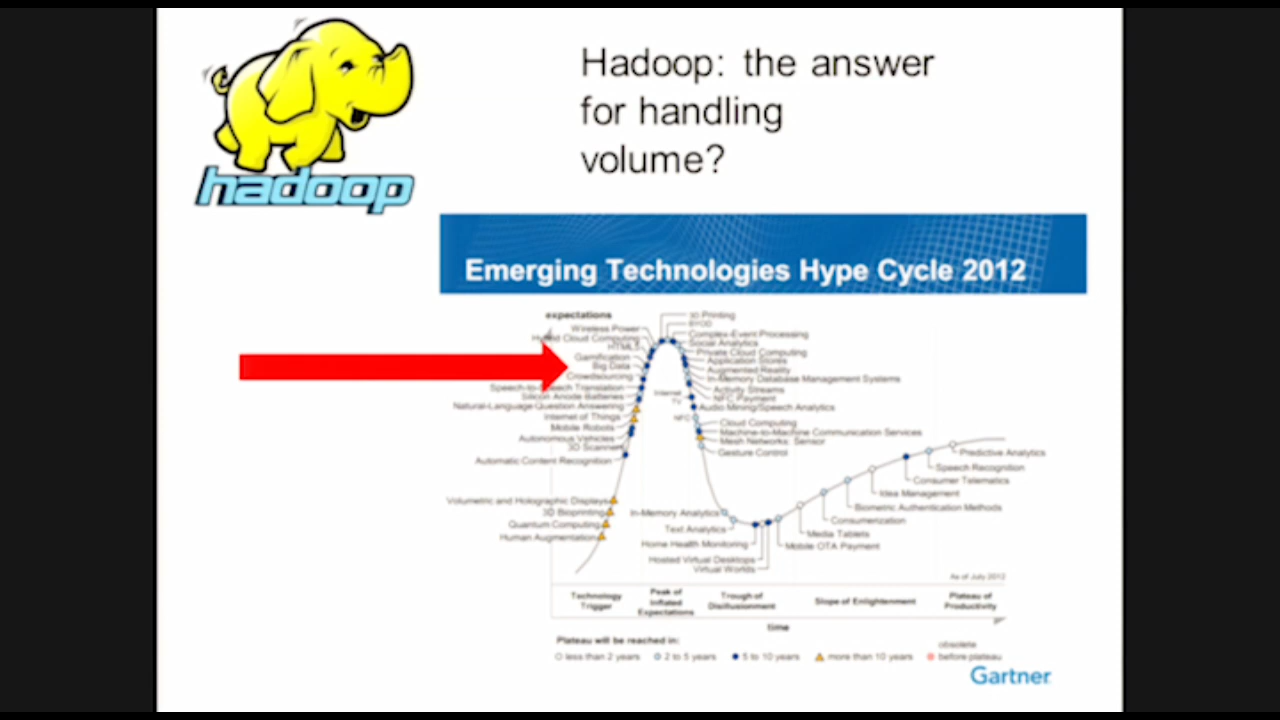 hadoop
Hadoop: the answer
for handling
volume?
Emerging Technologies Hype Cycle 2012
expectations
Wireless Power
Hybrid Cloud Computing
HTML5
Gamification
Big Data
Crowdsourcing
Speech-to-Speech Translation
Silicon Anode Batteries
Natural-Language Question Answering
Internet of Things
Mobile Robots
Autonomous Vehicles
3D Scanners
Automatic Content Recognition
Volumetric and Holographic Displays
3D Bioprinting
Quantum Computing
Human Augmentation
3D Printing
BYOD
Complex-Event Processing
Social Analytics
Private Cloud Computing
Application Stores
Augmented Reality
In-Memory Database Management Systems
Activity Streams
Internet
TV
NFC Payment
Audio Mining/Speech Analytics
NFC
Cloud Computing
Machine-to-Machine Communication Services
Mesh Networks: Sensor
Gesture Control
In-Memory Analytics
Text Analytics
Home Health Monitoring
Hosted Virtual Desktops
Virtual Worlds
Mobile OTA Payment
Media Tablets
Consumerization
Biometric Authentication Methods
Idea Management
Consumer Telematics
Speech Recognition
Predictive Analytics
As of July 2012
Technology
Trigger
Peak of
Inflated
Expectations
Trough of
Disillusionment
Slope of Enlightenment
Plateau of
Productivity
time
Plateau will be reached in:
less than 2 years
2 to 5 years
5 to 10 years
more than 10 years
obsolete
before plateau
Gartner